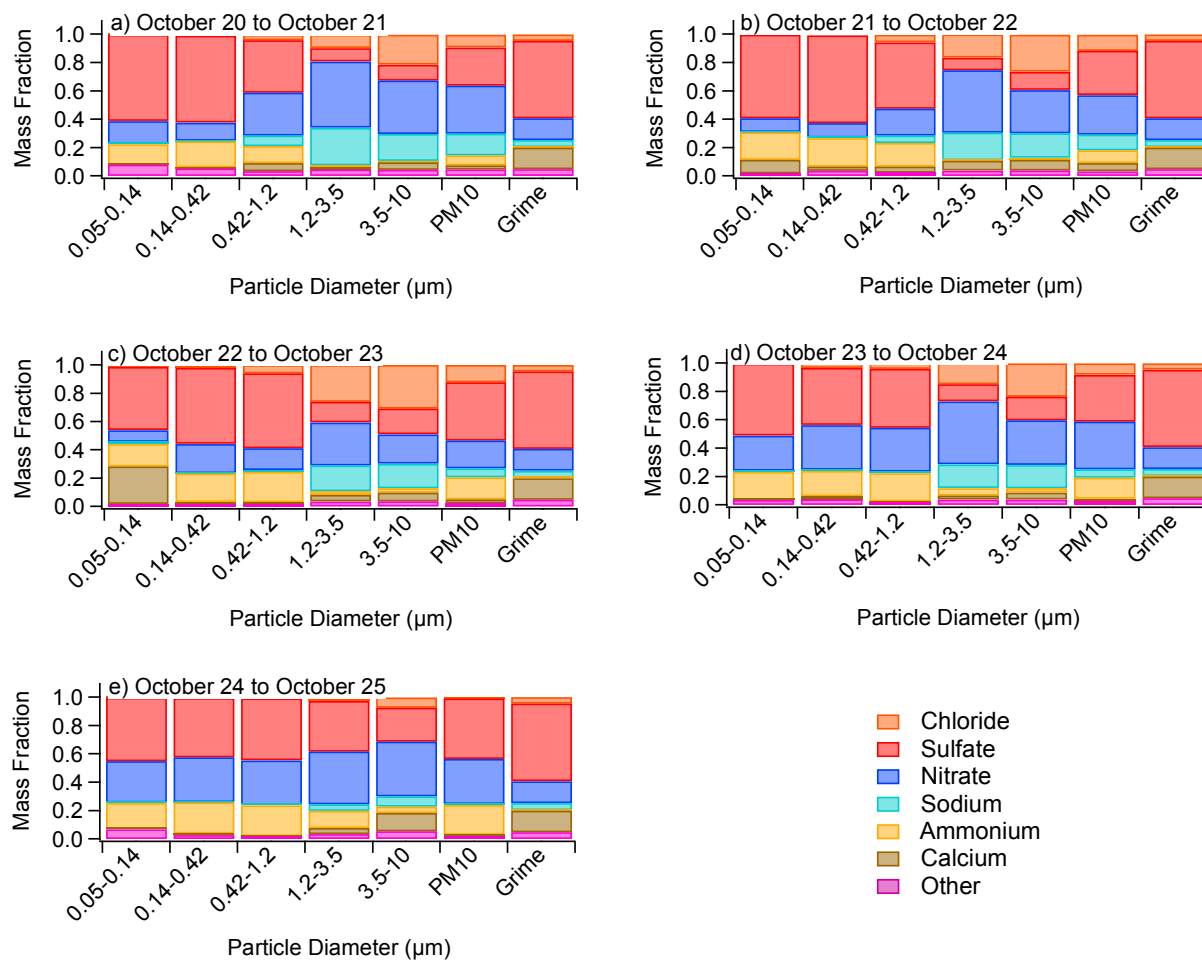 a) October 20 to October 21
Mass Fraction
1.0
0.8
0.6
0.4
0.2
0.0
0.05-0.14
0.14-0.42
0.42-1.2
1.2-3.5
3.5-10
PM10
Grime
Particle Diameter (µm)
b) October 21 to October 22
Mass Fraction
1.0
0.8
0.6
0.4
0.2
0.0
0.05-0.14
0.14-0.42
0.42-1.2
1.2-3.5
3.5-10
PM10
Grime
Particle Diameter (µm)
c) October 22 to October 23
Mass Fraction
1.0
0.8
0.6
0.4
0.2
0.0
0.05-0.14
0.14-0.42
0.42-1.2
1.2-3.5
3.5-10
PM10
Grime
Particle Diameter (µm)
d) October 23 to October 24
Mass Fraction
1.0
0.8
0.6
0.4
0.2
0.0
0.05-0.14
0.14-0.42
0.42-1.2
1.2-3.5
3.5-10
PM10
Grime
Particle Diameter (µm)
e) October 24 to October 25
Mass Fraction
1.0
0.8
0.6
0.4
0.2
0.0
0.05-0.14
0.14-0.42
0.42-1.2
1.2-3.5
3.5-10
PM10
Grime
Particle Diameter (µm)
Chloride
Sulfate
Nitrate
Sodium
Ammonium
Calcium
Other